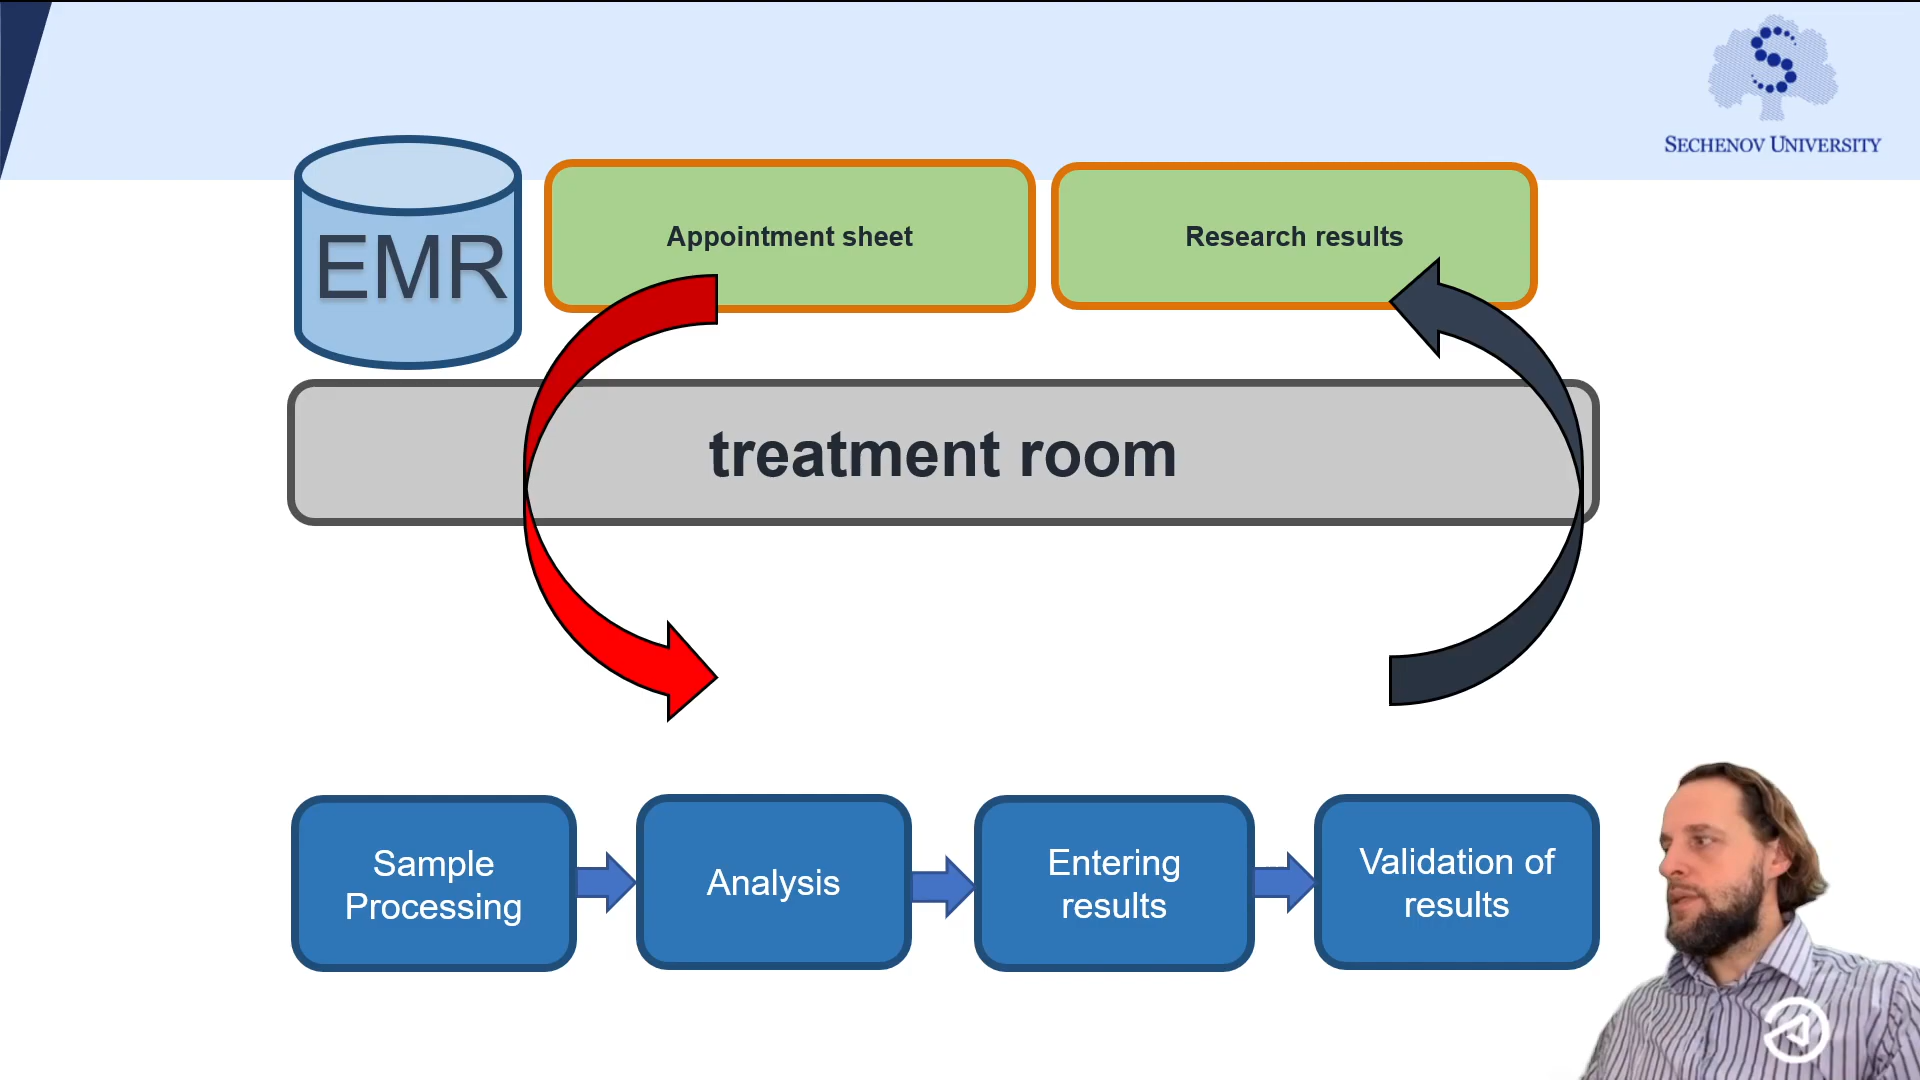 SECHENOV UNIVERSITY
EMR
Appointment sheet
Research results
treatment room
Sample
Processing
Analysis
Entering
results
Validation of
results